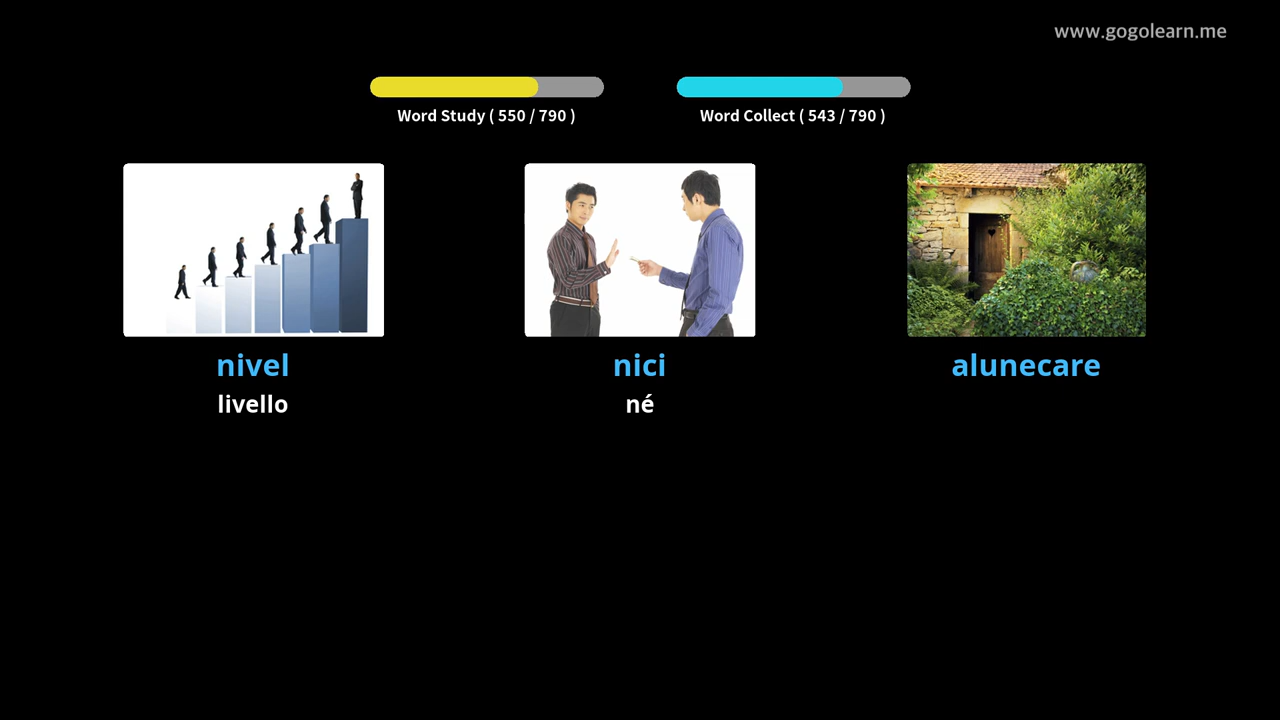 www.gogolearn.me
Word Study ( 550 / 790 )
Word Collect ( 543 / 790 )
nivel
livello
nici
né
alunecare